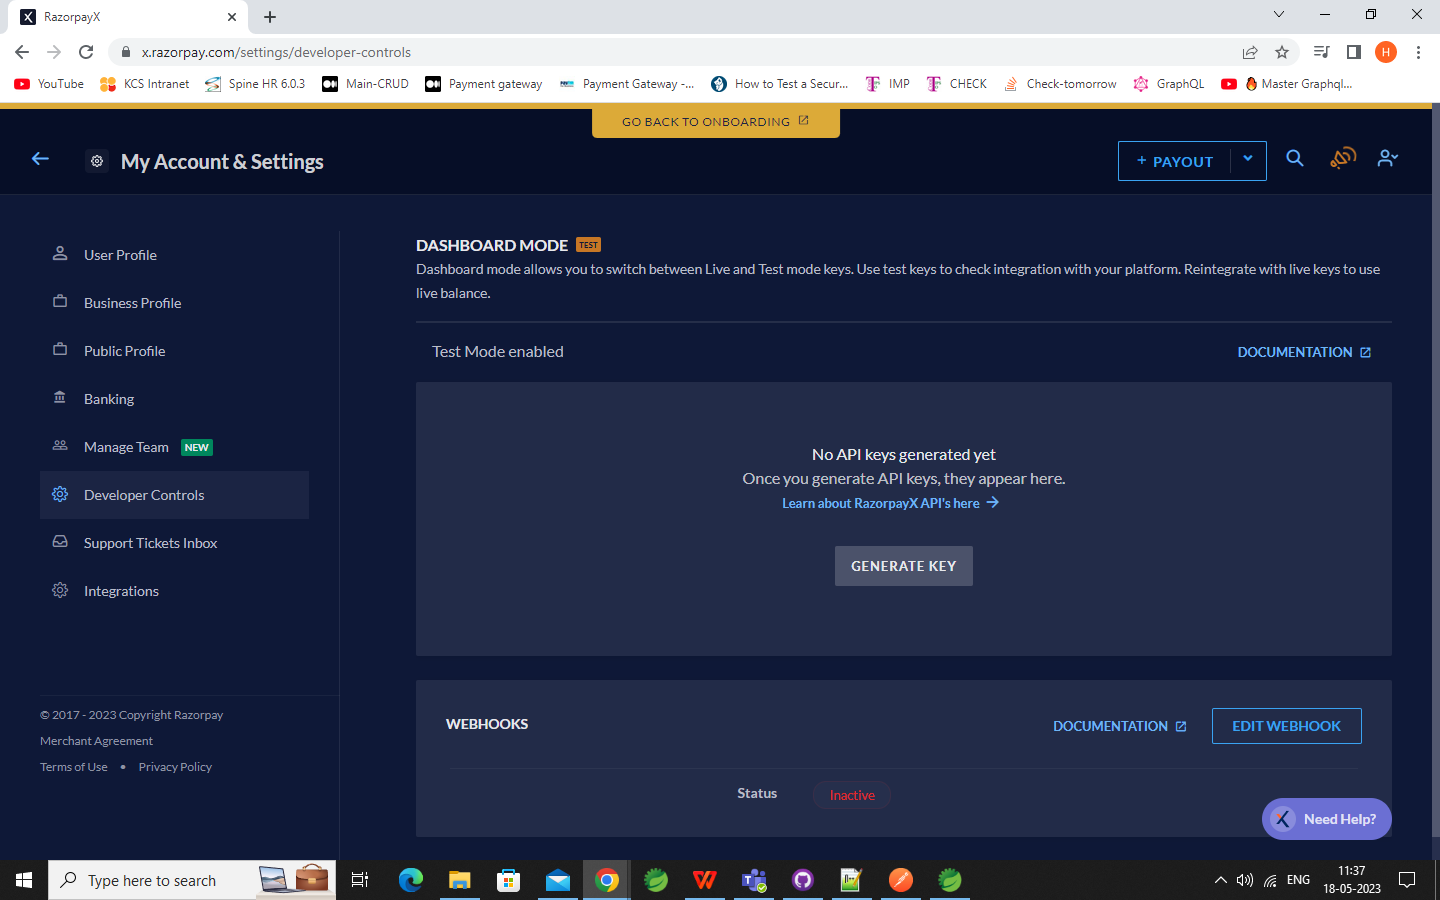 RazorpayX
x.razorpay.com/settings/developer-controls
H
YouTube
KCS Intranet
Spine HR 6.0.3
Main-CRUD
Payment gateway
Payment Gateway -...
How to Test a Secur...
IMP
CHECK
Check-tomorrow
GraphQL
Master Graphql...
GO BACK TO ONBOARDING
My Account & Settings
+ PAYOUT
User Profile
Business Profile
Public Profile
Banking
Manage Team NEW
Developer Controls
Support Tickets Inbox
Integrations
© 2017 - 2023 Copyright Razorpay
Merchant Agreement
Terms of Use • Privacy Policy
DASHBOARD MODE TEST
Dashboard mode allows you to switch between Live and Test mode keys. Use test keys to check integration with your platform. Reintegrate with live keys to use
live balance.
Test Mode enabled
DOCUMENTATION
No API keys generated yet
Once you generate API keys, they appear here.
Learn about RazorpayX API's here
GENERATE KEY
WEBHOOKS
DOCUMENTATION
EDIT WEBHOOK
Status
Inactive
Need Help?
Type here to search
ENG
11:37
18-05-2023